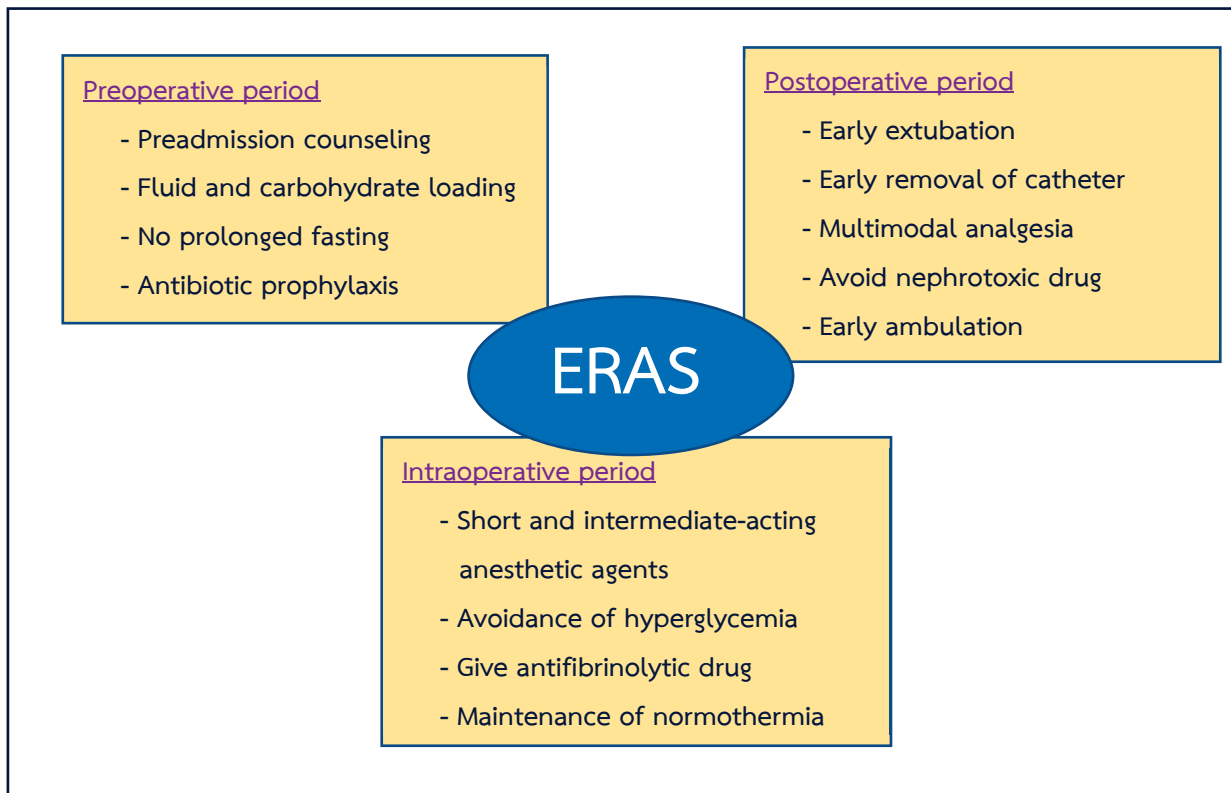 Preoperative period
- Preadmission counseling
- Fluid and carbohydrate loading
- No prolonged fasting
- Antibiotic prophylaxis
Postoperative period
- Early extubation
- Early removal of catheter
- Multimodal analgesia
- Avoid nephrotoxic drug
- Early ambulation
ERAS
Intraoperative period
- Short and intermediate-acting
anesthetic agents
- Avoidance of hyperglycemia
- Give antifibrinolytic drug
- Maintenance of normothermia